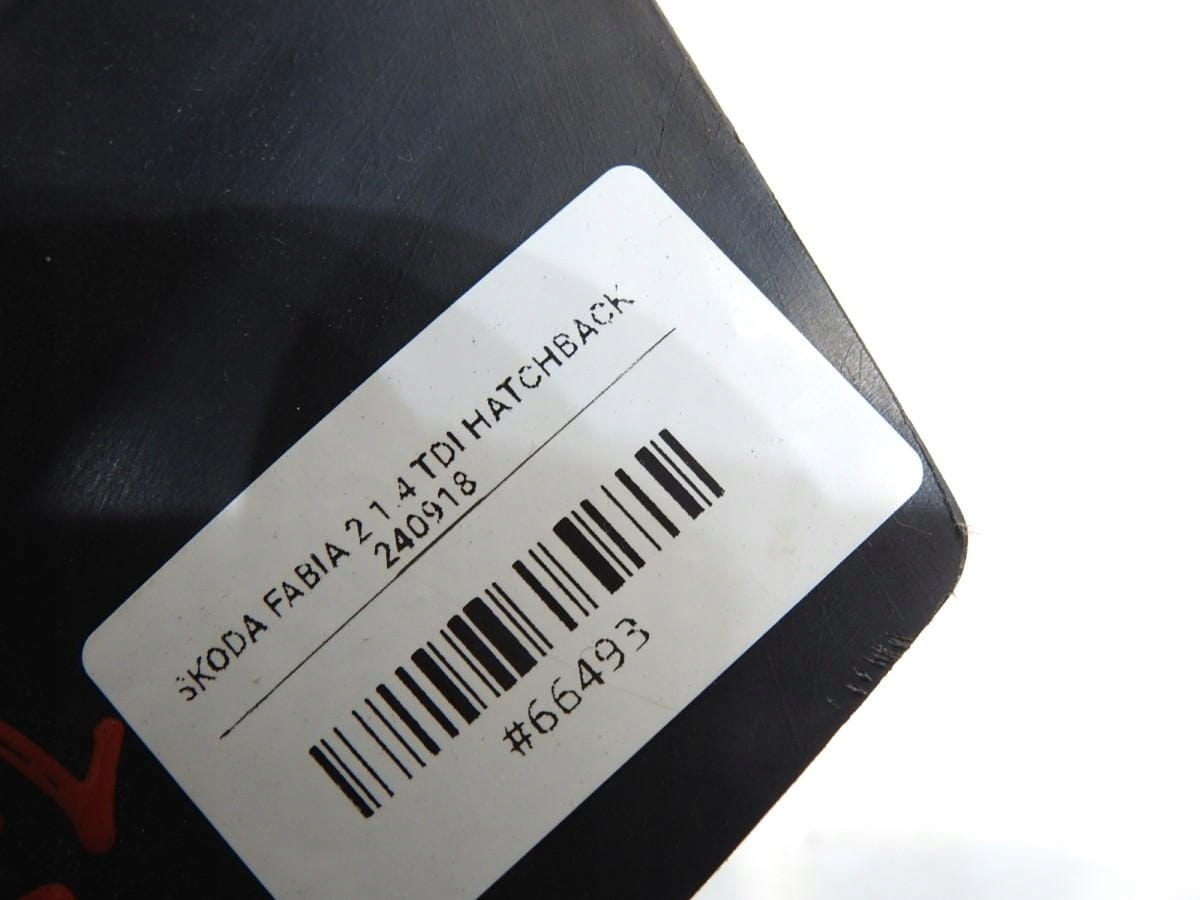 SKODA FABIA 2 1.4 TDI HATCHBACK
240918
#66493